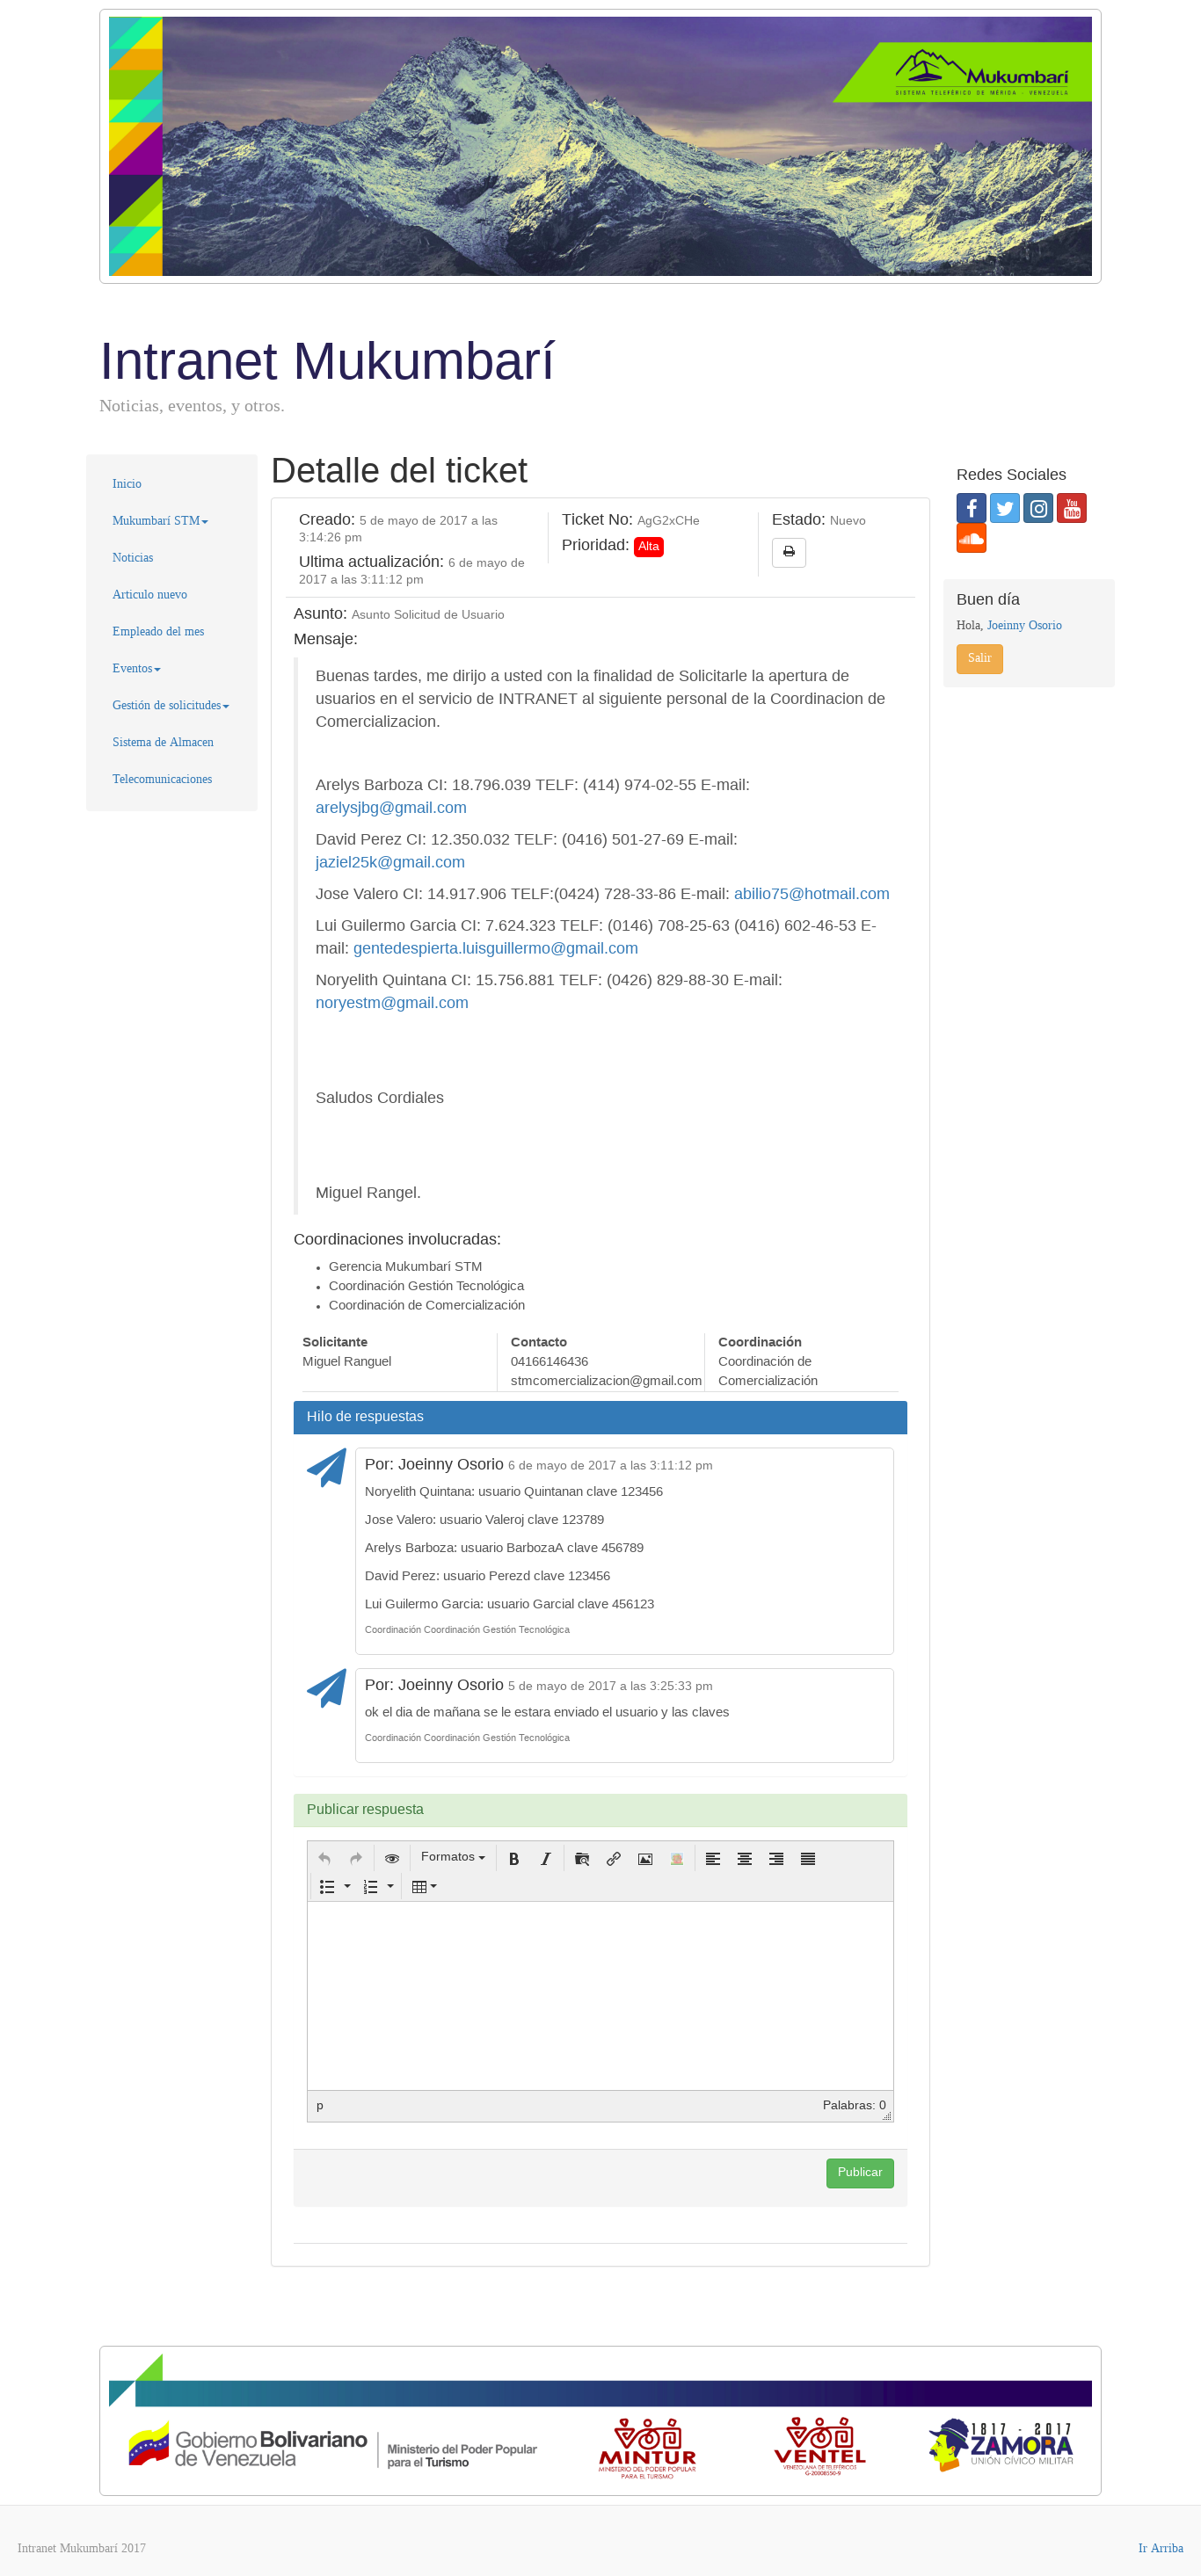 Mukumbarí
SISTEMA TELEFÉRICO DE MÉRIDA - VENEZUELA
Intranet Mukumbarí
Noticias, eventos, y otros.
Inicio
Mukumbarí STM
Noticias
Articulo nuevo
Empleado del mes
Eventos
Gestión de solicitudes
Sistema de Almacen
Telecomunicaciones
Detalle del ticket
Creado: 5 de mayo de 2017 a las
3:14:26 pm
Ultima actualización: 6 de mayo de
2017 a las 3:11:12 pm
Ticket No: AgG2xCHe
Prioridad: Alta
Estado: Nuevo
Asunto: Asunto Solicitud de Usuario
Mensaje:
Buenas tardes, me dirijo a usted con la finalidad de Solicitarle la apertura de
usuarios en el servicio de INTRANET al siguiente personal de la Coordinacion de
Comercializacion.
Arelys Barboza CI: 18.796.039 TELF: (414) 974-02-55 E-mail:
arelysjbg@gmail.com
David Perez CI: 12.350.032 TELF: (0416) 501-27-69 E-mail:
jaziel25k@gmail.com
Jose Valero CI: 14.917.906 TELF:(0424) 728-33-86 E-mail: abilio75@hotmail.com
Lui Guilermo Garcia CI: 7.624.323 TELF: (0146) 708-25-63 (0416) 602-46-53 E-
mail: gentedespierta.luisguillermo@gmail.com
Noryelith Quintana CI: 15.756.881 TELF: (0426) 829-88-30 E-mail:
noryestm@gmail.com
Saludos Cordiales
Miguel Rangel.
Coordinaciones involucradas:
Gerencia Mukumbarí STM
Coordinación Gestión Tecnológica
Coordinación de Comercialización
Solicitante
Miguel Ranguel
Contacto
04166146436
stmcomercializacion@gmail.com
Coordinación
Coordinación de
Comercialización
Hilo de respuestas
Por: Joeinny Osorio 6 de mayo de 2017 a las 3:11:12 pm
Noryelith Quintana: usuario Quintanan clave 123456
Jose Valero: usuario Valeroj clave 123789
Arelys Barboza: usuario BarbozaA clave 456789
David Perez: usuario Perezd clave 123456
Lui Guilermo Garcia: usuario Garcial clave 456123
Coordinación Coordinación Gestión Tecnológica
Por: Joeinny Osorio 5 de mayo de 2017 a las 3:25:33 pm
ok el dia de mañana se le estara enviado el usuario y las claves
Coordinación Coordinación Gestión Tecnológica
Publicar respuesta
Formatos
p
Palabras: 0
Publicar
Redes Sociales
You Tube
Buen día
Hola, Joeinny Osorio
Salir
Gobierno Bolivariano
de Venezuela
Ministerio del Poder Popular
para el Turismo
MINTUR
MINISTERIO DEL PODER POPULAR
PARA EL TURISMO
VENTEL
VENEZOLANA DE TELEFÉRICOS
G-20008550-9
1817 - 2017
ZAMORA
UNIÓN CÍVICO MILITAR
Intranet Mukumbarí 2017
Ir Arriba